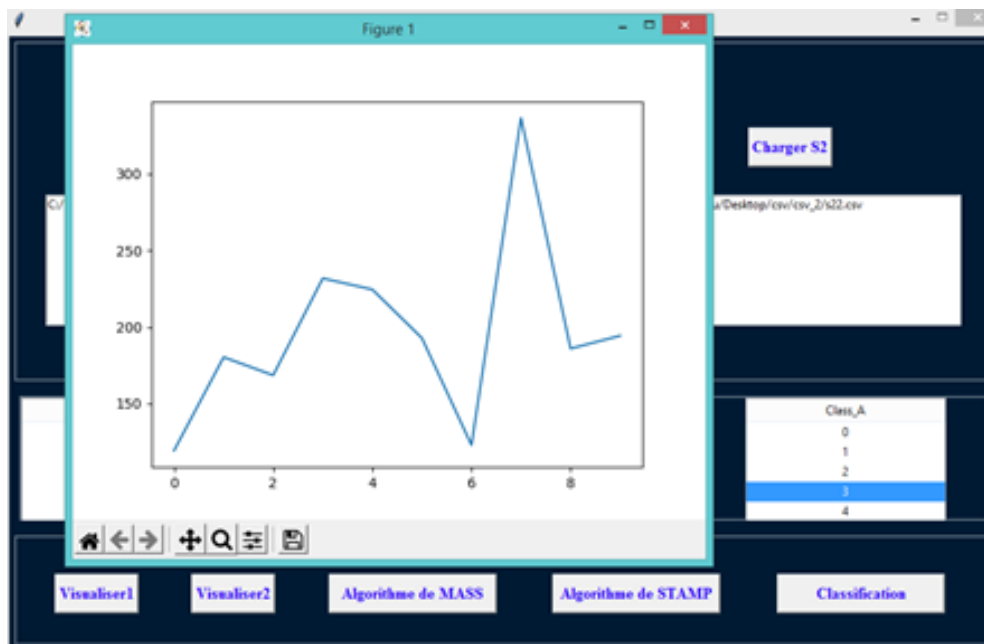 Figure 1
Charger S2
C:/
a/Desktop/csv/csv_2/s22.csv
300
250
200
150
0 2 4 6 8
Class_A
0
1
2
3
4
Visualiser1 Visualiser2 Algorithme de MASS Algorithme de STAMP Classification